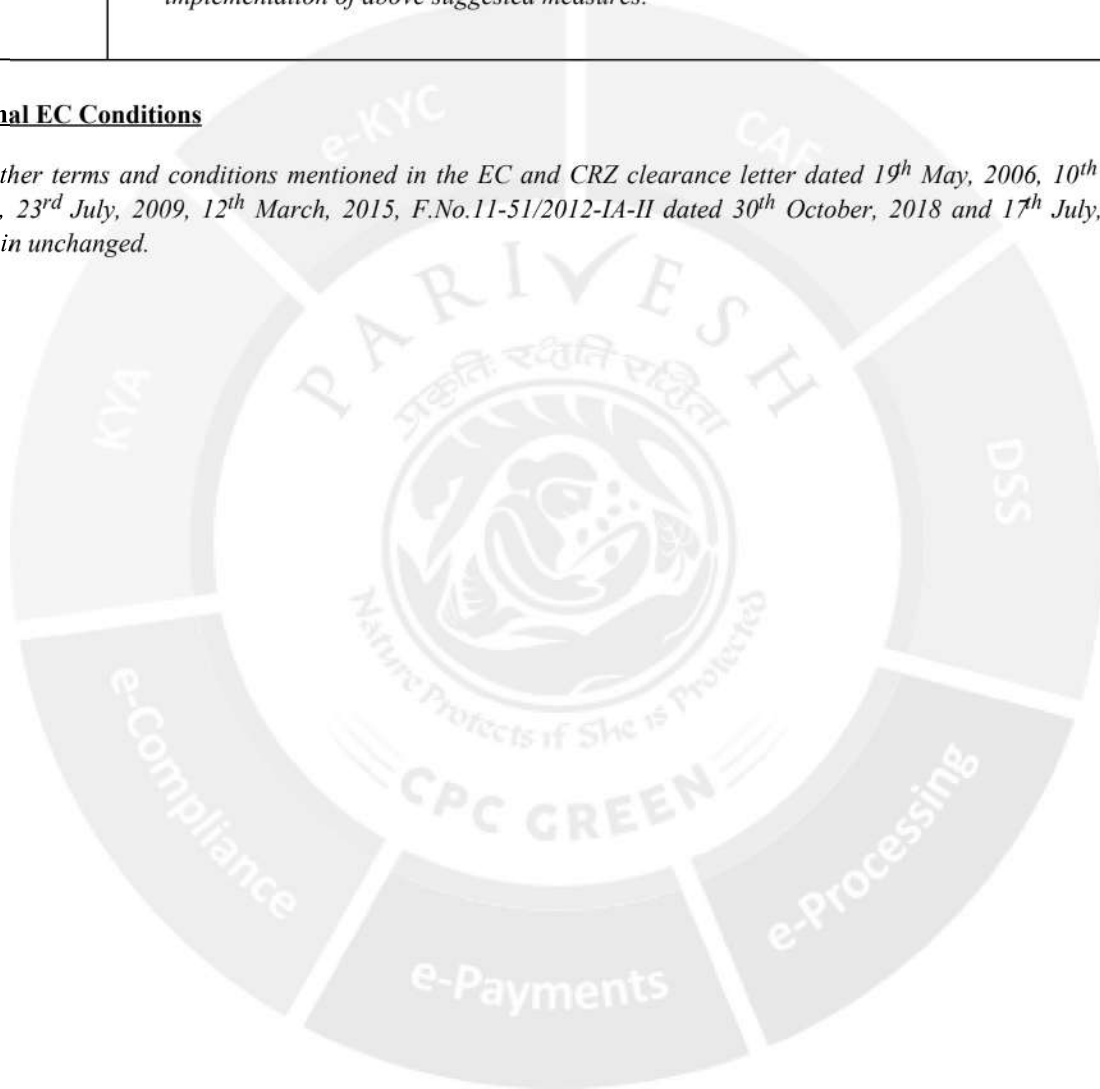 implementation of above suggested measures.
nal EC Conditions
ther terms and conditions mentioned in the EC and CRZ clearance letter dated 19th May, 2006, 10th
, 23rd July, 2009, 12th March, 2015, F.No.11-51/2012-IA-II dated 30th October, 2018 and 17th July,
in unchanged.
e-KYC
CAF
PARIVESH
प्रकृतिः रक्षति रक्षिता
KYA
DSS
Nature Protects if She is Protected
CPC GREEN
e-Compliance
e-Processing
e-Payments